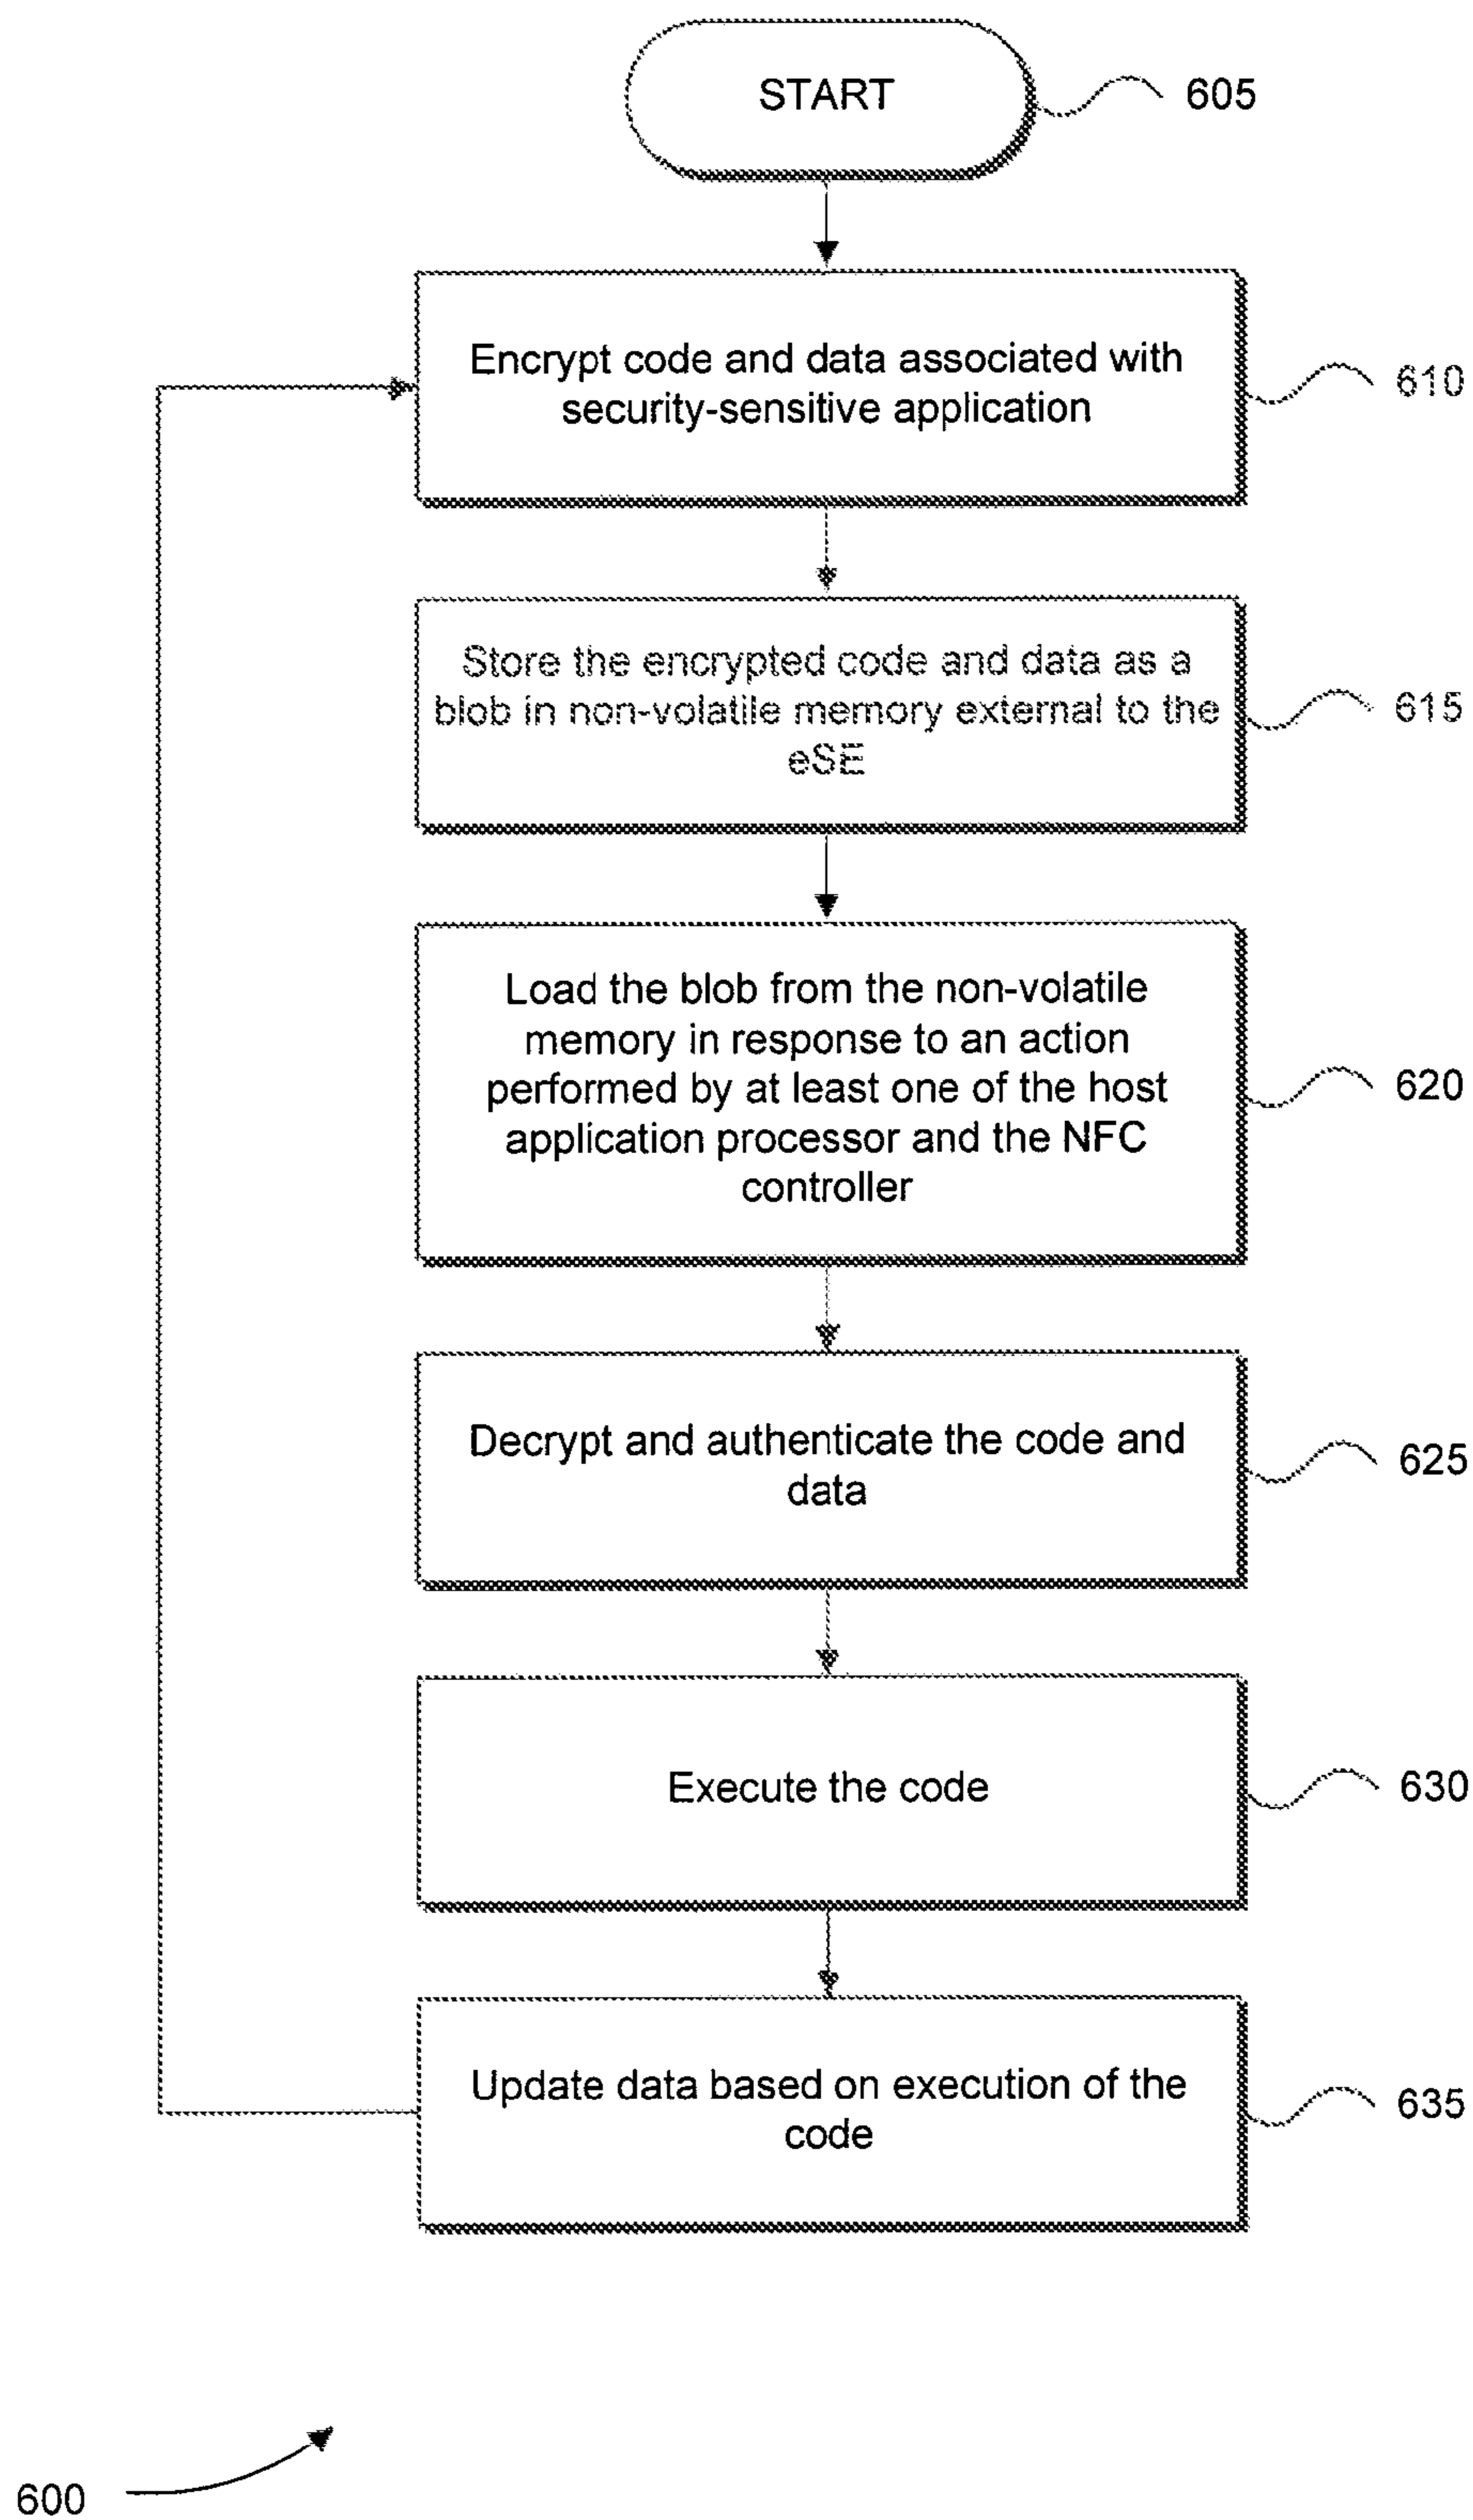 START
605
Encrypt code and data associated with
security-sensitive application
610
Store the encrypted code and data as a
blob in non-volatile memory external to the
eSE
615
Load the blob from the non-volatile
memory in response to an action
performed by at least one of the host
application processor and the NFC
controller
620
Decrypt and authenticate the code and
data
625
Execute the code
630
Update data based on execution of the
code
635
600